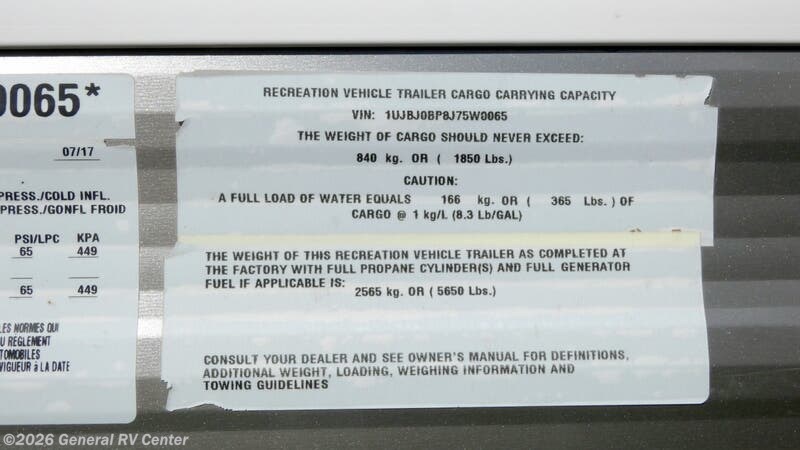 0065*
07/17
PRESS./COLD INFL.
PRESS./GONFL FROID
PSI/LPC KPA
65 449
65 449
LES NORMES QUI
U REGLEMENT
TOMOBILES
VIGUEUR à LA DATE
RECREATION VEHICLE TRAILER CARGO CARRYING CAPACITY
VIN: 1UJBJ0BP8J75W0065
THE WEIGHT OF CARGO SHOULD NEVER EXCEED:
840 kg. OR ( 1850 Lbs.)
CAUTION:
A FULL LOAD OF WATER EQUALS 166 kg. OR ( 365 Lbs. ) OF
CARGO @ 1 kg/L (8.3 Lb/GAL)
THE WEIGHT OF THIS RECREATION VEHICLE TRAILER AS COMPLETED AT
THE FACTORY WITH FULL PROPANE CYLINDER(S) AND FULL GENERATOR
FUEL IF APPLICABLE IS:
2565 kg. OR ( 5650 Lbs.)
CONSULT YOUR DEALER AND SEE OWNER'S MANUAL FOR DEFINITIONS,
ADDITIONAL WEIGHT, LOADING, WEIGHING INFORMATION AND
TOWING GUIDELINES
©2026 General RV Center